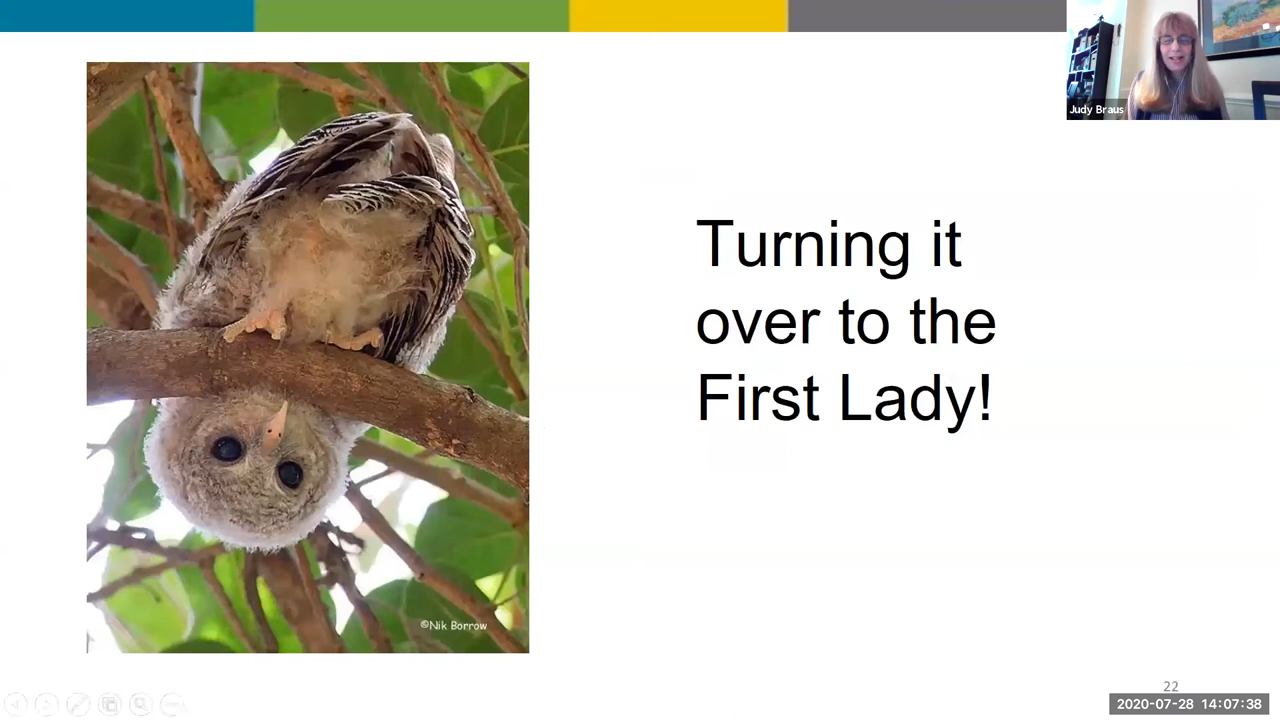 Judy Braus
Turning it
over to the
First Lady!
©Nik Borrow
22
2020-07-28 14:07:38